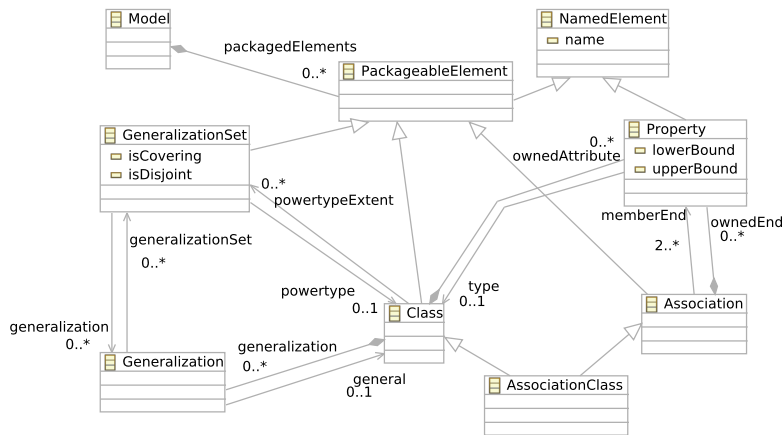 Model
NamedElement
name
packagedElements
0..*
PackageableElement
GeneralizationSet
isCovering
isDisjoint
Property
lowerBound
upperBound
0..*
ownedAttribute
0..*
powertypeExtent
memberEnd
2..*
ownedEnd
0..*
generalizationSet
0..*
powertype
0..1
type
0..1
Class
Association
generalization
0..*
Generalization
generalization
0..*
general
0..1
AssociationClass